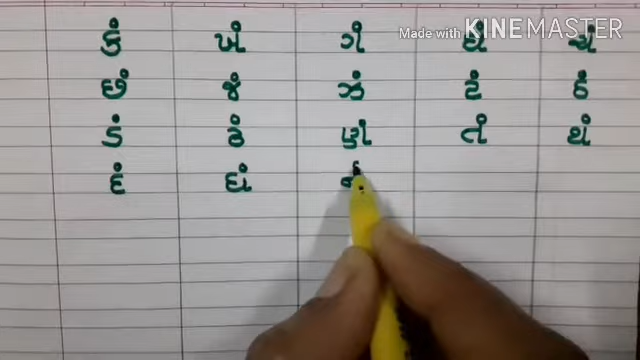 Made with KINEMASTER
કં ખં ગં ઘં ચં
છં જં ઝં ટં ઠં
ડં ઢં ણં તં થં
દં ધં